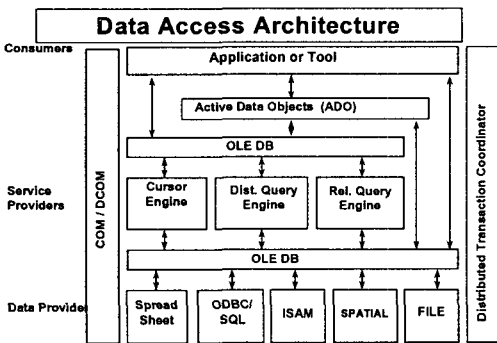 Data Access Architecture
Consumers
Application or Tool
Active Data Objects (ADO)
OLE DB
Service
Providers
Cursor
Engine
Dist. Query
Engine
Rel. Query
Engine
COM / DCOM
Distributed Transaction Coordinator
OLE DB
Data Provider
Spread
Sheet
ODBC/
SQL
ISAM
SPATIAL
FILE